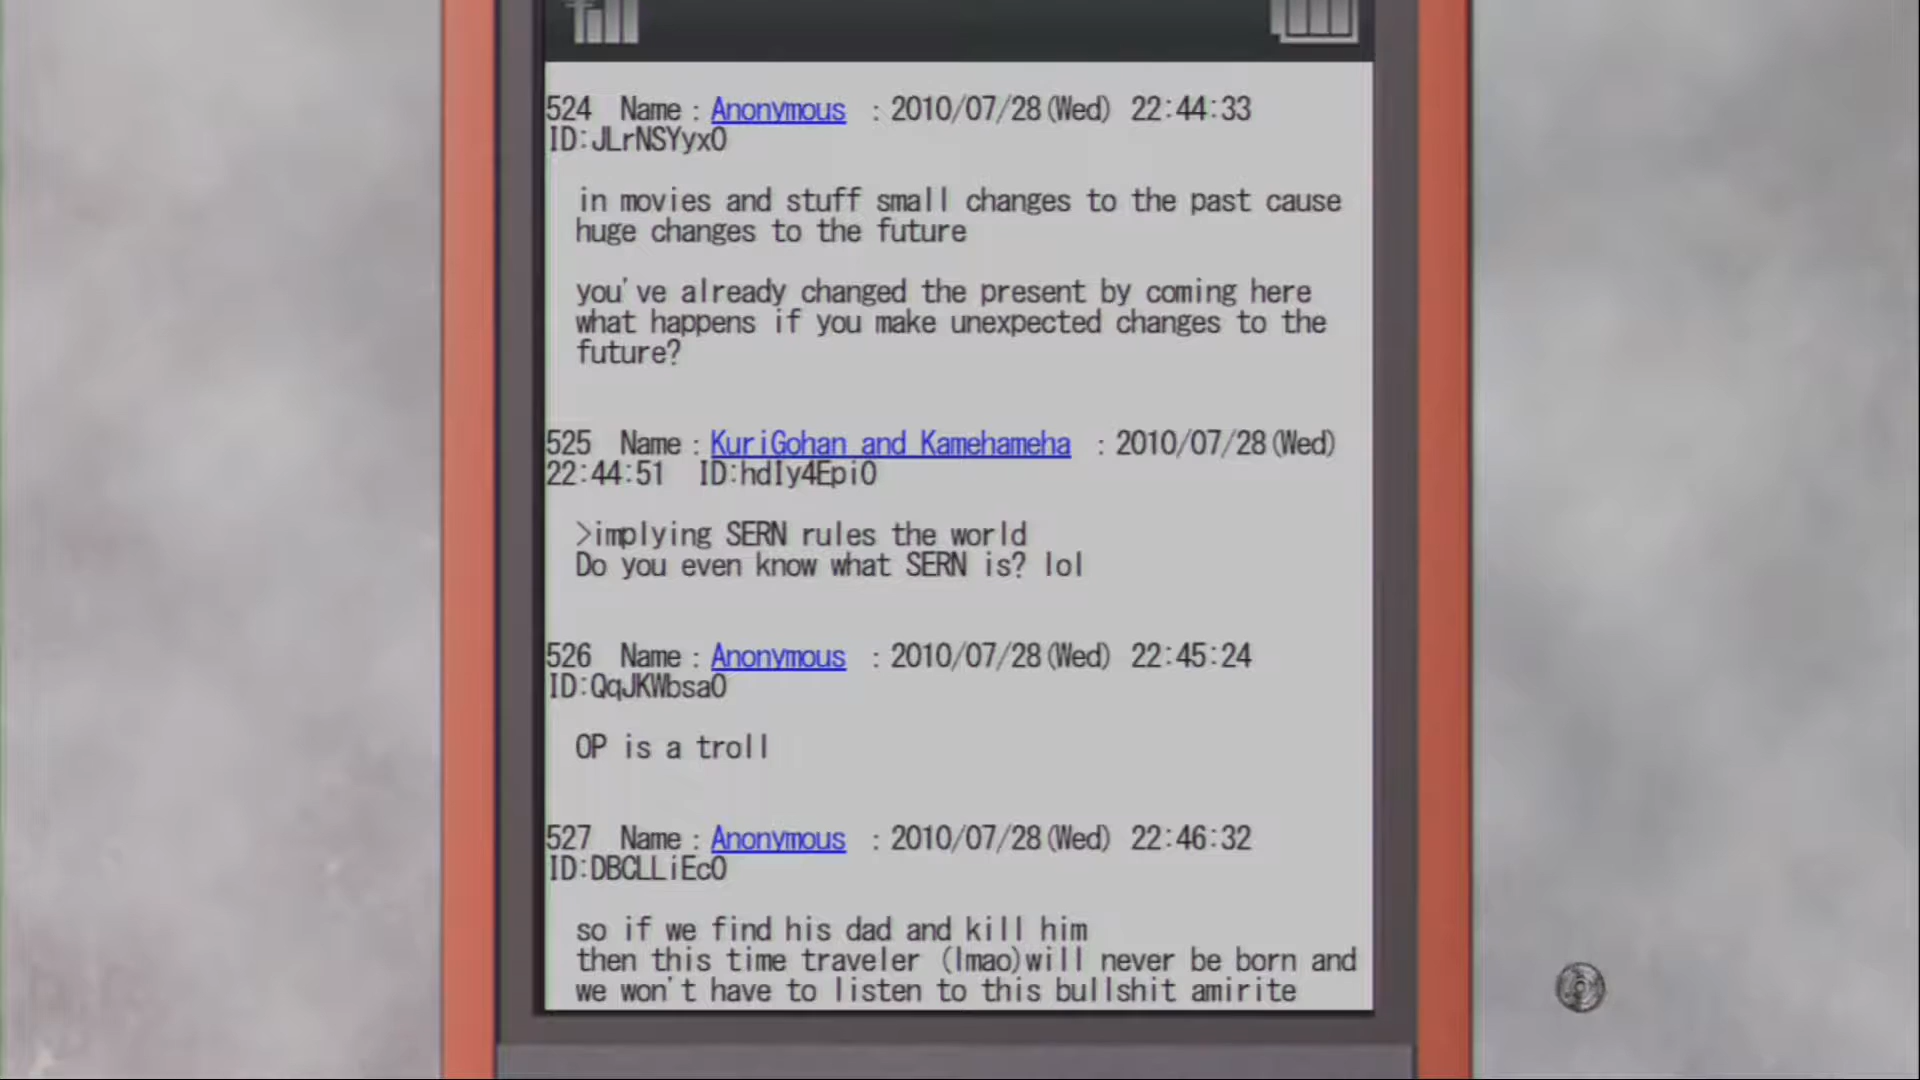 524 Name : Anonymous : 2010/07/28(Wed) 22:44:33
ID:JLrNSYyx0
in movies and stuff small changes to the past cause
huge changes to the future
you've already changed the present by coming here
what happens if you make unexpected changes to the
future?
525 Name : KuriGohan and Kamehameha : 2010/07/28(Wed)
22:44:51 ID:hdIy4Epi0
>implying SERN rules the world
Do you even know what SERN is? lol
526 Name : Anonymous : 2010/07/28(Wed) 22:45:24
ID:QqJKWbsa0
OP is a troll
527 Name : Anonymous : 2010/07/28(Wed) 22:46:32
ID:DBCLLiEc0
so if we find his dad and kill him
then this time traveler (lmao)will never be born and
we won't have to listen to this bullshit amirite